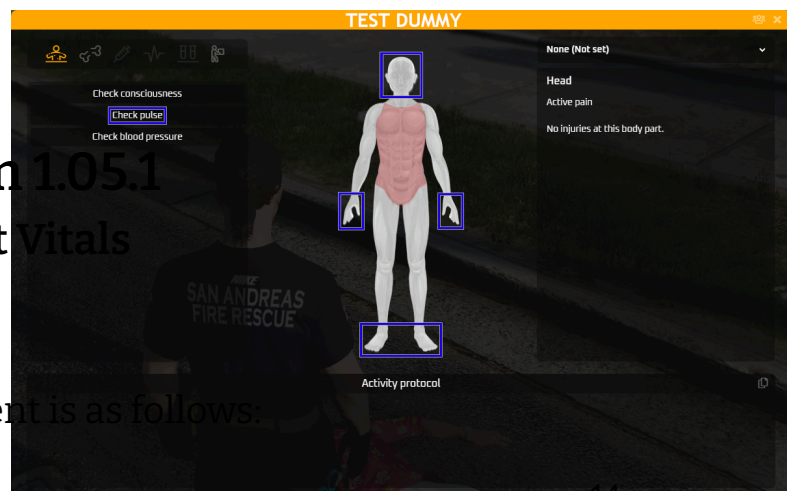 TEST DUMMY
None (Not set)
Head
Check consciousness
Active pain
Check pulse
No injuries at this body part.
Check blood pressure
1.05.1
Vitals
SAN ANDREAS
FIRE RESCUE
Activity protocol
is as follows: